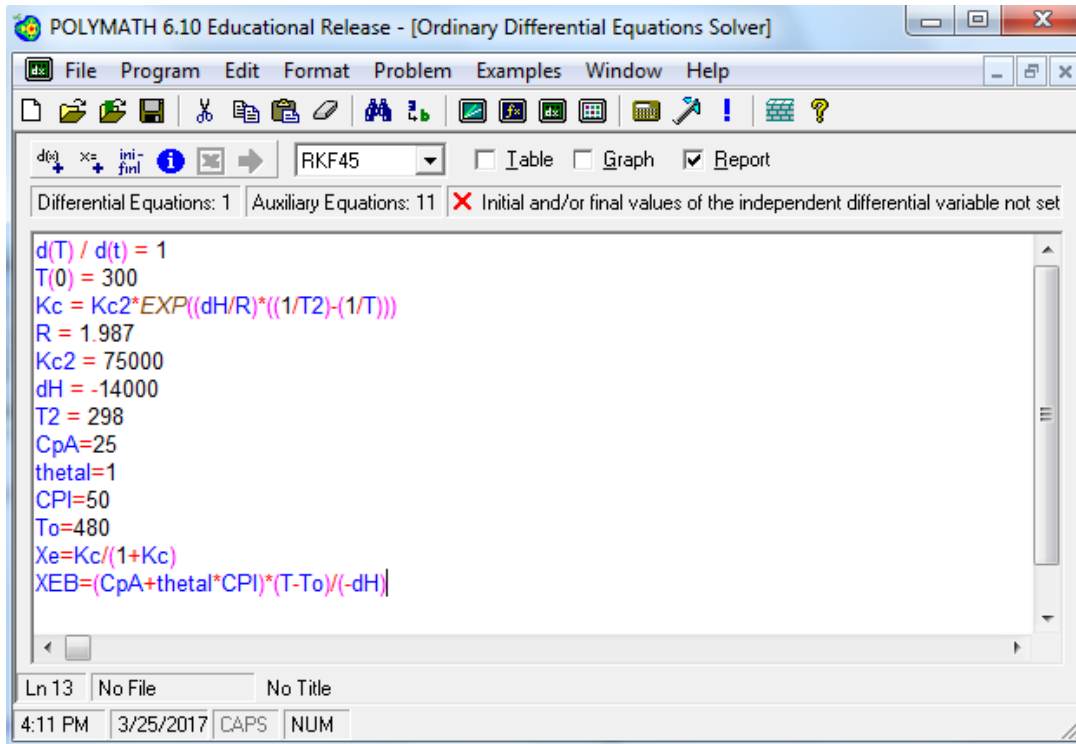 POLYMATH 6.10 Educational Release - [Ordinary Differential Equations Solver]
File Program Edit Format Problem Examples Window Help
d(x) x= ini- finl RKF45 Table Graph Report
Differential Equations: 1 Auxiliary Equations: 11 Initial and/or final values of the independent differential variable not set
d(T) / d(t) = 1
T(0) = 300
Kc = Kc2*EXP((dH/R)*((1/T2)-(1/T)))
R = 1.987
Kc2 = 75000
dH = -14000
T2 = 298
CpA=25
thetaI=1
CPI=50
To=480
Xe=Kc/(1+Kc)
XEB=(CpA+thetaI*CPI)*(T-To)/(-dH)
Ln 13 No File No Title
4:11 PM 3/25/2017 CAPS NUM